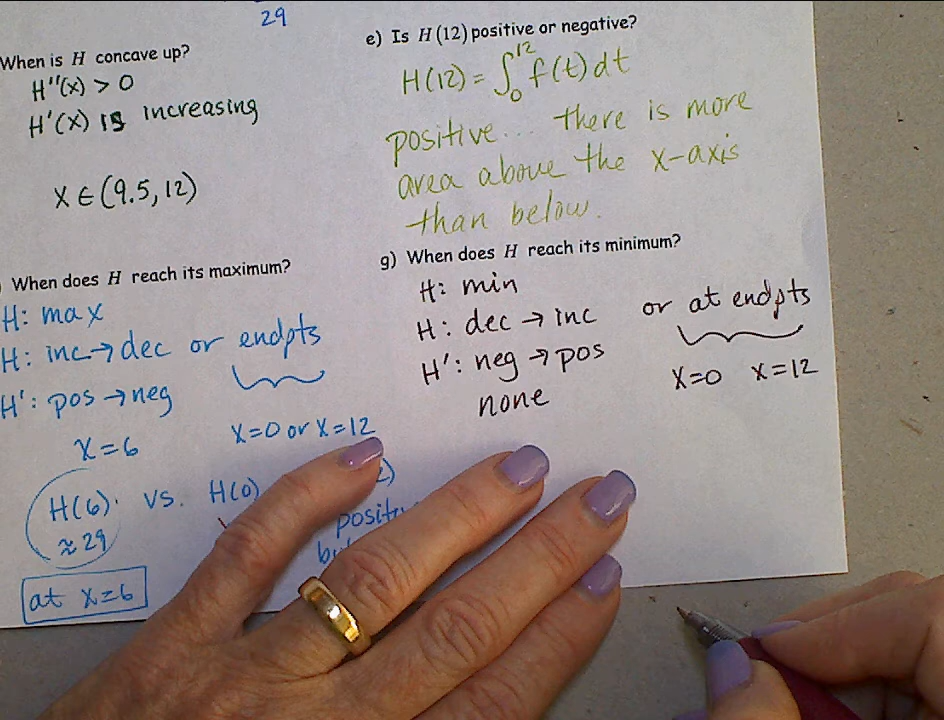 29
When is H concave up?
H''(x) > 0
H'(x) is increasing
x ∈ (9.5, 12)
e) Is H(12) positive or negative?
H(12) = ∫₀¹² f(t) dt
positive... there is more
area above the x-axis
than below.
) When does H reach its maximum?
H: max
H: inc → dec or endpts
H': pos → neg
x = 6 x = 0 or x = 12
H(6) vs. H(0)
≈ 29
at x = 6
g) When does H reach its minimum?
H: min
H: dec → inc or at endpts
H': neg → pos x = 0 x = 12
none